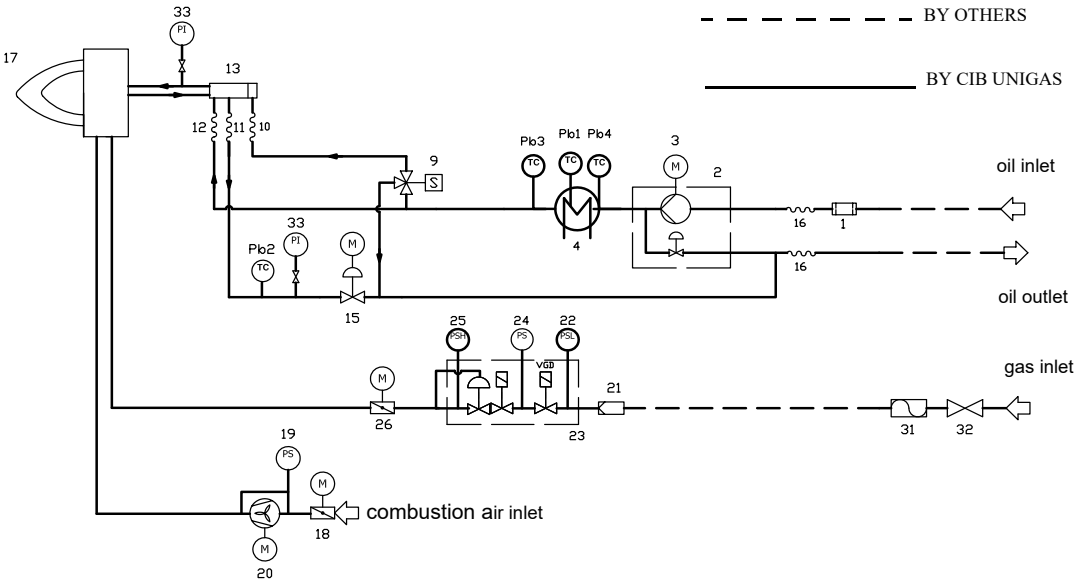 33
BY OTHERS
PI
17
13
BY CIB UNIGAS
12
11
10
Pb3
Pb1
Pb4
3
TC
TC
TC
M
9
2
oil inlet
S
16
1
4
33
Pb2
PI
M
TC
16
15
oil outlet
25
24
22
PSH
PS
PSL
gas inlet
VGD
M
21
26
23
31
32
19
PS
M
combustion air inlet
18
M
20